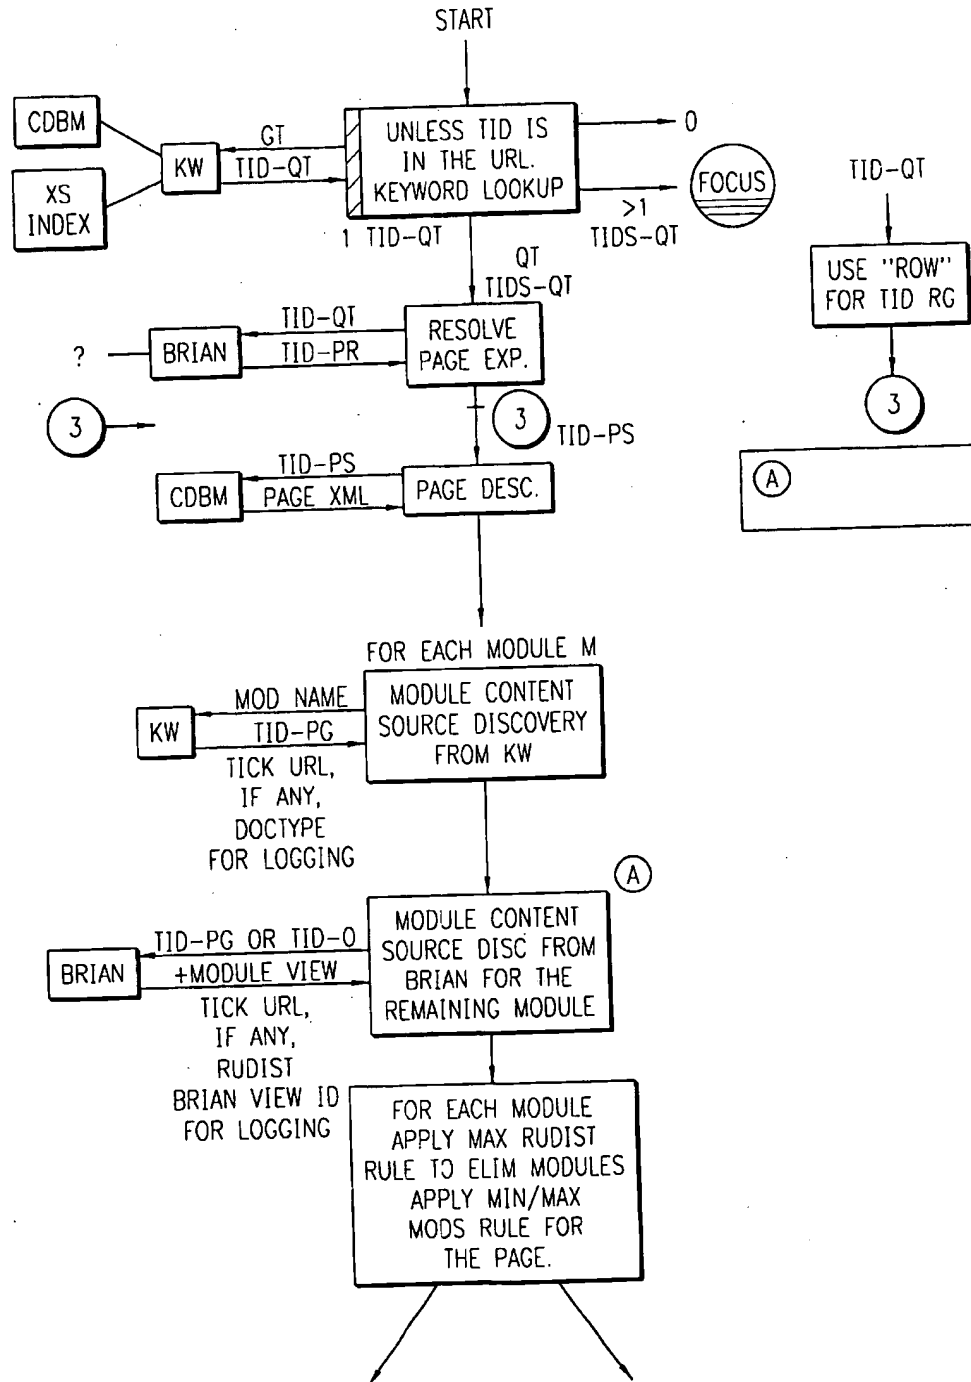 START
CDBM
XS
INDEX
KW
GT
TID-QT
UNLESS TID IS
IN THE URL.
KEYWORD LOOKUP
0
FOCUS
>1
TIDS-QT
1 TID-QT
QT
TIDS-QT
TID-QT
USE "ROW"
FOR TID RG
3
A
?
BRIAN
TID-QT
TID-PR
RESOLVE
PAGE EXP.
3
3
TID-PS
CDBM
TID-PS
PAGE XML
PAGE DESC.
FOR EACH MODULE M
KW
MOD NAME
TID-PG
TICK URL,
IF ANY,
DOCTYPE
FOR LOGGING
MODULE CONTENT
SOURCE DISCOVERY
FROM KW
A
BRIAN
TID-PG OR TID-0
+MODULE VIEW
TICK URL,
IF ANY,
RUDIST
BRIAN VIEW ID
FOR LOGGING
MODULE CONTENT
SOURCE DISC FROM
BRIAN FOR THE
REMAINING MODULE
FOR EACH MODULE
APPLY MAX RUDIST
RULE TO ELIM MODULES
APPLY MIN/MAX
MODS RULE FOR
THE PAGE.